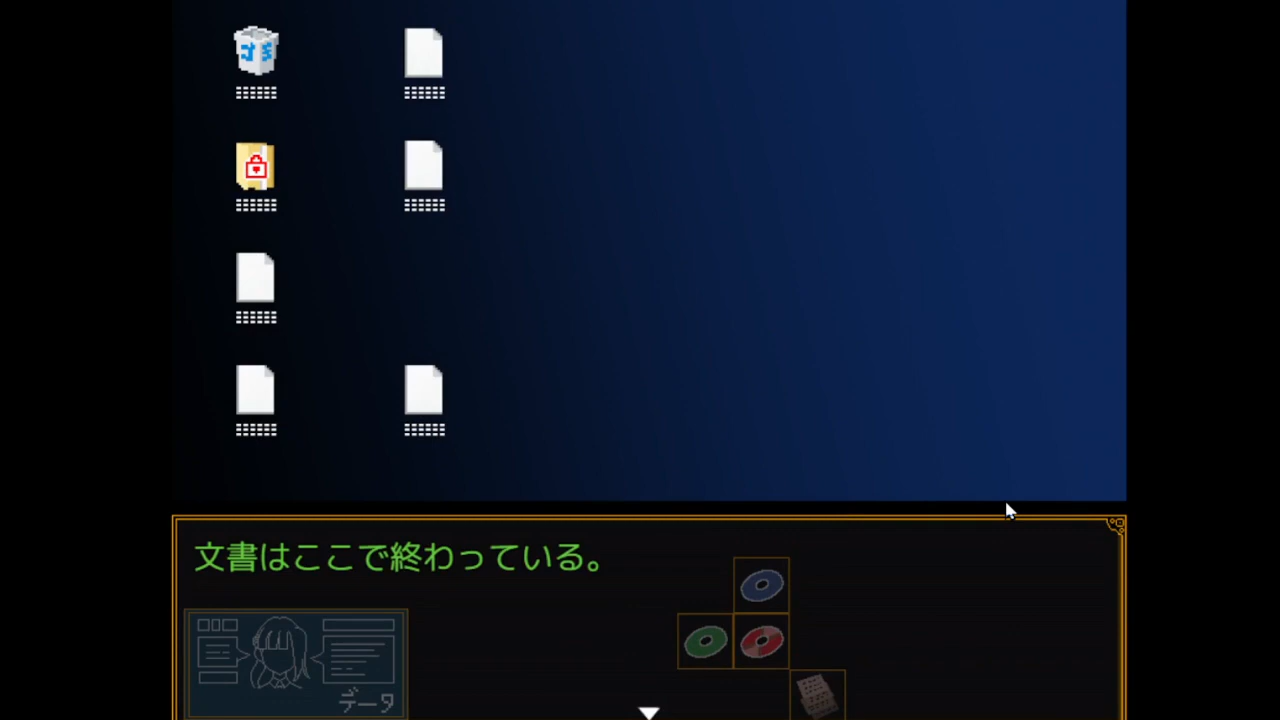 文書はここで終わっている。
データ